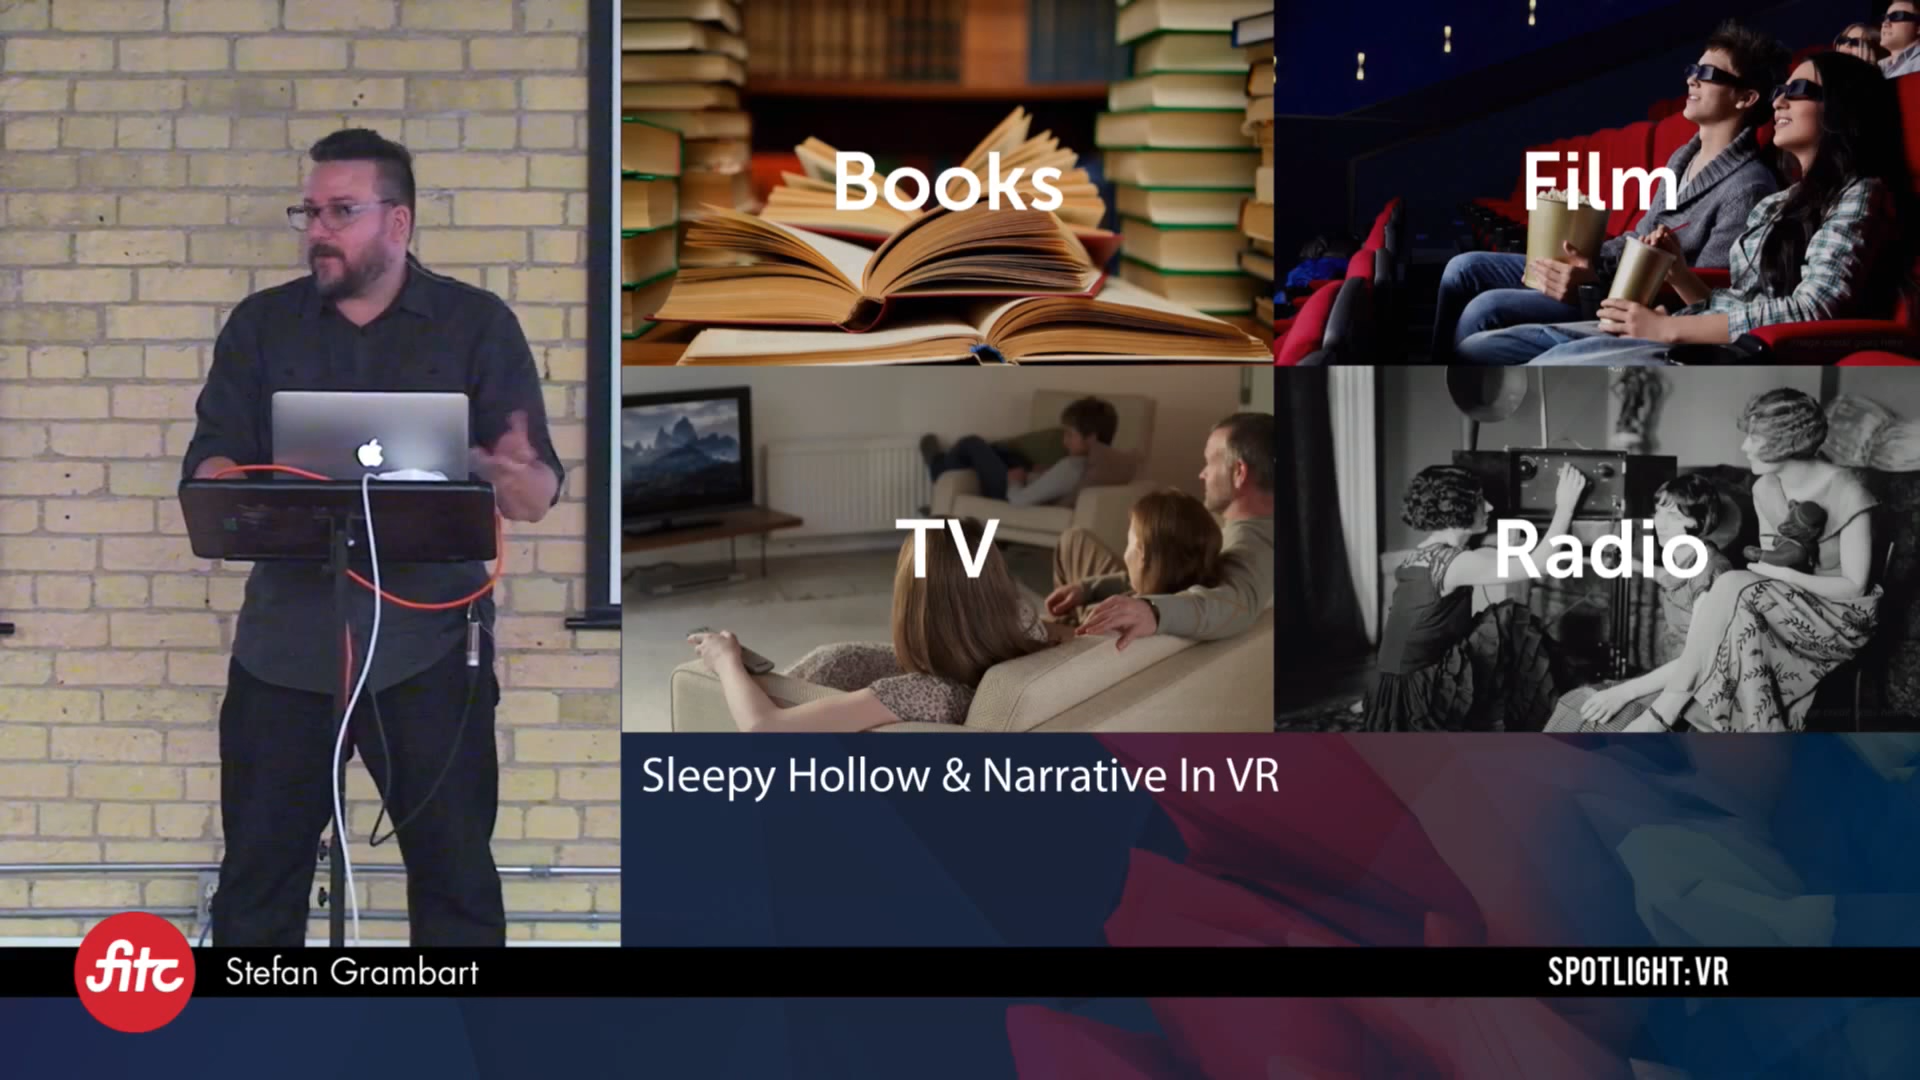 Books
Film
TV
Radio
Sleepy Hollow & Narrative In VR
fitc
Stefan Grambart
SPOTLIGHT: VR